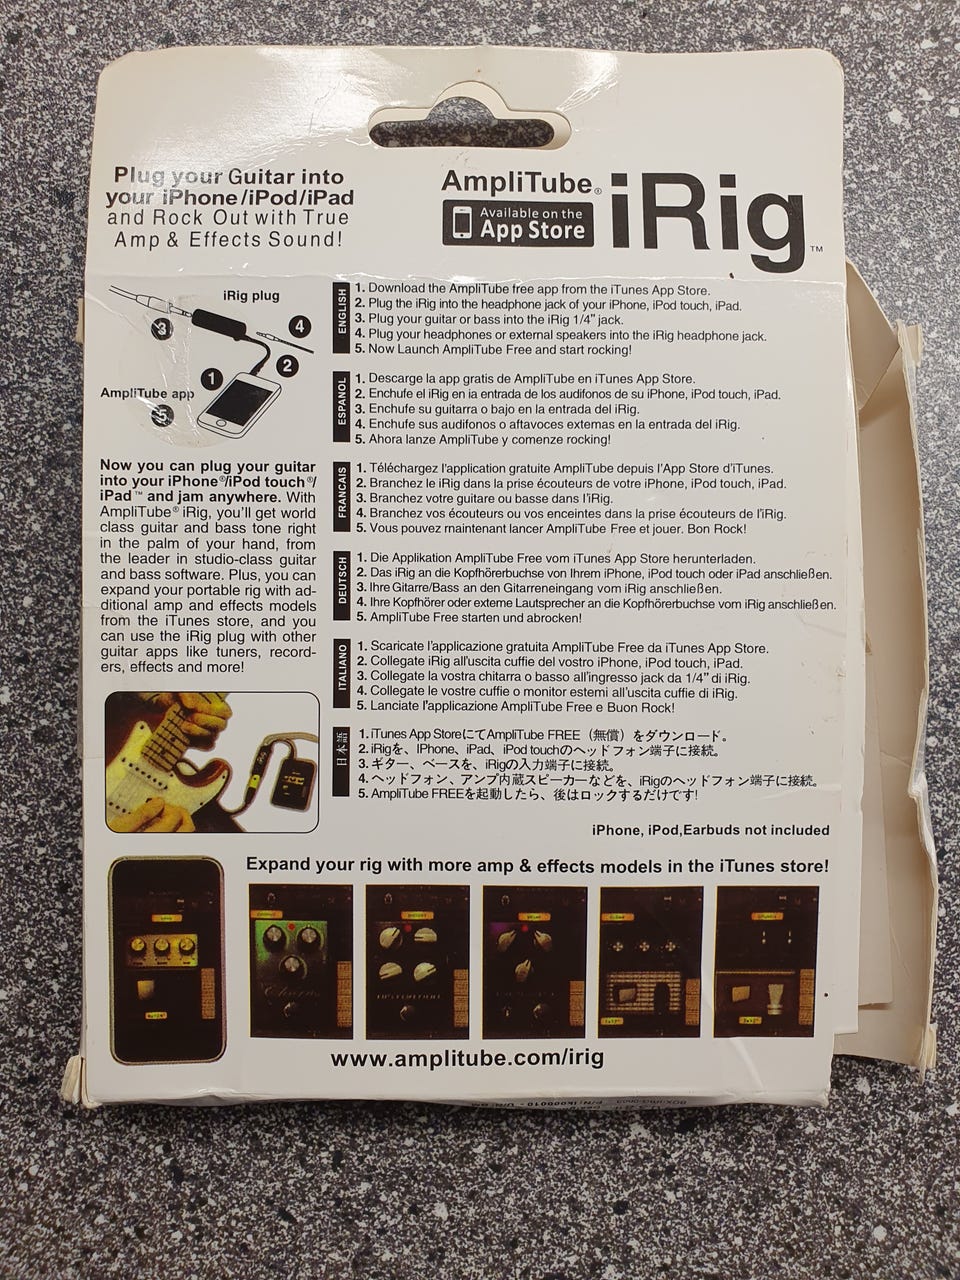 Plug your Guitar into
your iPhone/iPod/iPad
and Rock Out with True
Amp & Effects Sound!
AmpliTube® iRig™
Available on the
App Store
iRig plug
3
4
2
1
AmpliTube app
5
ENGLISH
1. Download the AmpliTube free app from the iTunes App Store.
2. Plug the iRig into the headphone jack of your iPhone, iPod touch, iPad.
3. Plug your guitar or bass into the iRig 1/4" jack.
4. Plug your headphones or external speakers into the iRig headphone jack.
5. Now Launch AmpliTube Free and start rocking!
ESPANOL
1. Descarge la app gratis de AmpliTube en iTunes App Store.
2. Enchufe el iRig en ia entrada de los audifonos de su iPhone, iPod touch, iPad.
3. Enchufe su guitarra o bajo en la entrada del iRig.
4. Enchufe sus audifonos o aftavoces externas en la entrada del iRig.
5. Ahora lanze AmpliTube y comenze rocking!
FRANCAIS
1. Téléchargez l'application gratuite AmpliTube depuis l'App Store d'iTunes.
2. Branchez le iRig dans la prise écouteurs de votre iPhone, iPod touch, iPad.
3. Branchez votre guitare ou basse dans l'iRig.
4. Branchez vos écouteurs ou vos enceintes dans la prise écouteurs de l'iRig.
5. Vous pouvez maintenant lancer AmpliTube Free et jouer. Bon Rock!
DEUTSCH
1. Die Applikation AmpliTube Free vom iTunes App Store herunterladen.
2. Das iRig an die Kopfhörerbuchse von Ihrem iPhone, iPod touch oder iPad anschließen.
3. Ihre Gitarre/Bass an den Gitarreneingang vom iRig anschließen.
4. Ihre Kopfhörer oder externe Lautsprecher an die Kopfhörerbuchse vom iRig anschließen.
5. AmpliTube Free starten und abrocken!
ITALIANO
1. Scaricate l'applicazione gratuita AmpliTube Free da iTunes App Store.
2. Collegate iRig all'uscita cuffie del vostro iPhone, iPod touch, iPad.
3. Collegate la vostra chitarra o basso all'ingresso jack da 1/4" di iRig.
4. Collegate le vostre cuffie o monitor estemi all'uscita cuffie di iRig.
5. Lanciate l'applicazione AmpliTube Free e Buon Rock!
日本語
1. iTunes App StoreにてAmpliTube FREE（無償）をダウンロード。
2. iRigを、IPhone、iPad、iPod touchのヘッドフォン端子に接続。
3. ギター、ベースを、iRigの入力端子に接続。
4. ヘッドフォン、アンプ内蔵スピーカーなどを、iRigのヘッドフォン端子に接続。
5. AmpliTube FREEを起動したら、後はロックするだけです!
Now you can plug your guitar
into your iPhone®/iPod touch®/
iPad™ and jam anywhere. With
AmpliTube® iRig, you'll get world
class guitar and bass tone right
in the palm of your hand, from
the leader in studio-class guitar
and bass software. Plus, you can
expand your portable rig with ad-
ditional amp and effects models
from the iTunes store, and you
can use the iRig plug with other
guitar apps like tuners, record-
ers, effects and more!
iPhone, iPod,Earbuds not included
Expand your rig with more amp & effects models in the iTunes store!
Chorus
DISTORTION
www.amplitube.com/irig